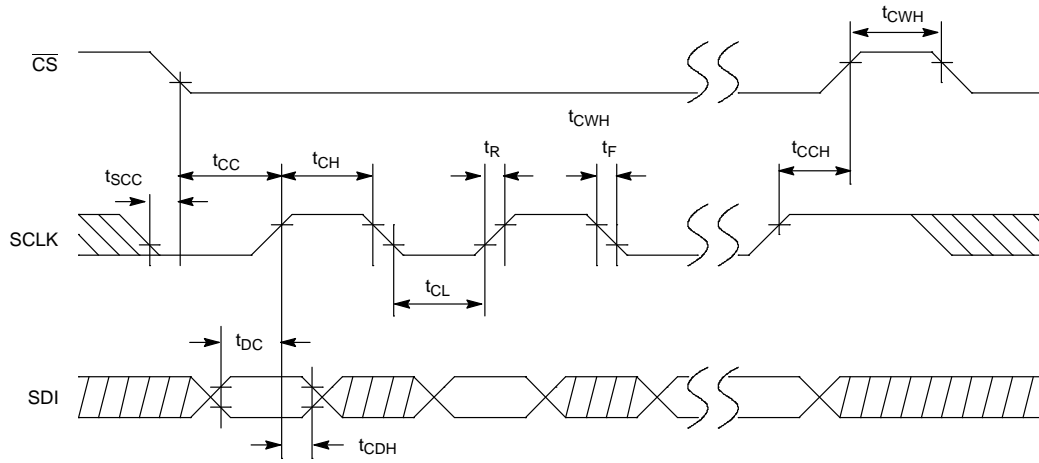 tCWH
CS
tCWH
tCC
tCH
tR
tF
tCCH
tSCC
SCLK
tCL
tDC
SDI
tCDH